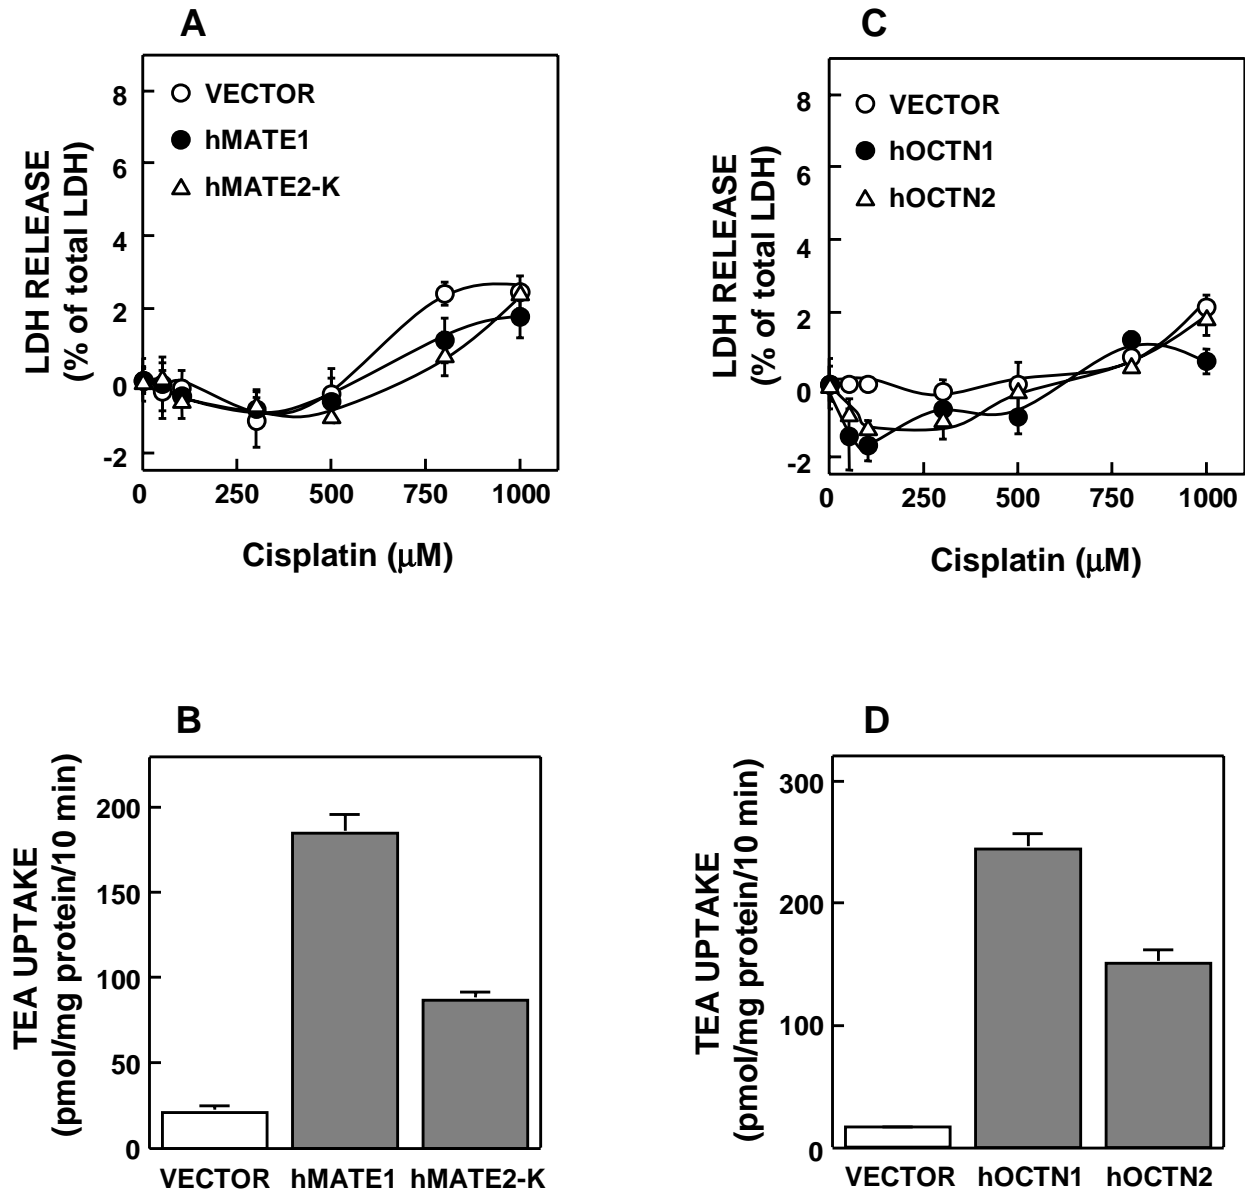 A
LDH RELEASE
(% of total LDH)
8
6
4
2
0
-2
VECTOR
hMATE1
hMATE2-K
0 250 500 750 1000
Cisplatin (μM)
C
LDH RELEASE
(% of total LDH)
8
6
4
2
0
-2
VECTOR
hOCTN1
hOCTN2
0 250 500 750 1000
Cisplatin (μM)
B
TEA UPTAKE
(pmol/mg protein/10 min)
200
150
100
50
0
VECTOR hMATE1 hMATE2-K
D
TEA UPTAKE
(pmol/mg protein/10 min)
300
200
100
0
VECTOR hOCTN1 hOCTN2